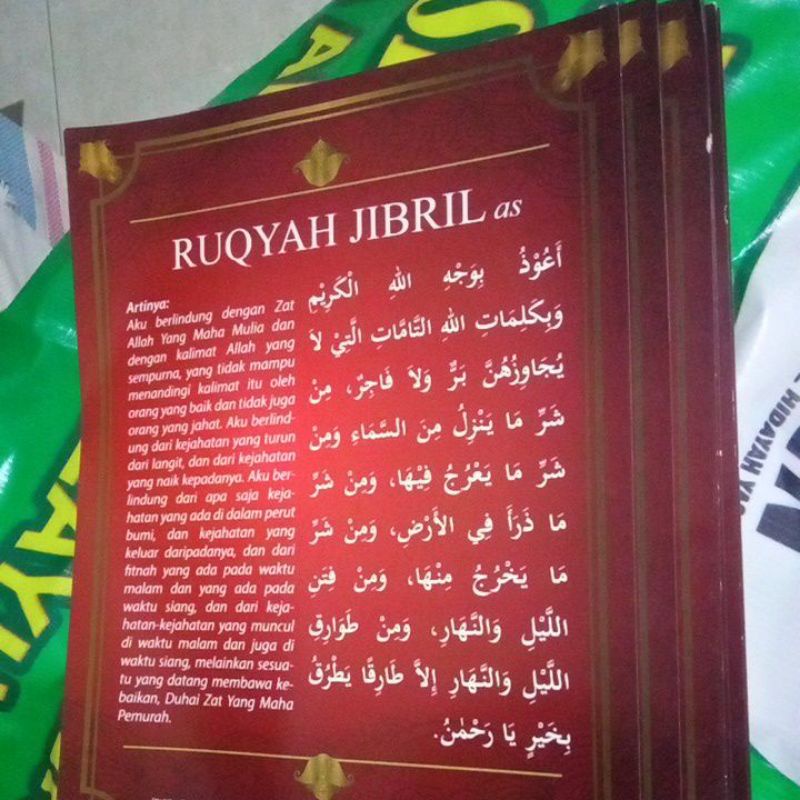 RUQYAH JIBRIL as
Artinya:
Aku berlindung dengan Zat
Allah Yang Maha Mulia dan
dengan kalimat Allah yang
sempurna, yang tidak mampu
menandingi kalimat itu oleh
orang yang baik dan tidak juga
orang yang jahat. Aku berlind-
ung dari kejahatan yang turun
dari langit, dan dari kejahatan
yang naik kepadanya. Aku ber-
lindung dari apa saja keja-
hatan yang ada di dalam perut
bumi, dan kejahatan yang
keluar daripadanya, dan dari
fitnah yang ada pada waktu
malam dan yang ada pada
waktu siang, dan dari keja-
hatan-kejahatan yang muncul
di waktu malam dan juga di
waktu siang, melainkan sesua-
tu yang datang membawa ke-
baikan, Duhai Zat Yang Maha
Pemurah.
أَعُوْذُ بِوَجْهِ اللهِ الْكَرِيْمِ
وَبِكَلِمَاتِ اللهِ التَّامَّاتِ الَّتِيْ لاَ
يُجَاوِزُهُنَّ بَرٌّ وَلاَ فَاجِرٌ، مِنْ
شَرِّ مَا يَنْزِلُ مِنَ السَّمَاءِ وَمِنْ
شَرِّ مَا يَعْرُجُ فِيْهَا، وَمِنْ شَرِّ
مَا ذَرَأَ فِي الأَرْضِ، وَمِنْ شَرِّ
مَا يَخْرُجُ مِنْهَا، وَمِنْ فِتَنِ
اللَّيْلِ وَالنَّهَارِ، وَمِنْ طَوَارِقِ
اللَّيْلِ وَالنَّهَارِ إِلاَّ طَارِقًا يَطْرُقُ
بِخَيْرٍ يَا رَحْمٰنُ.
HIDAYAH